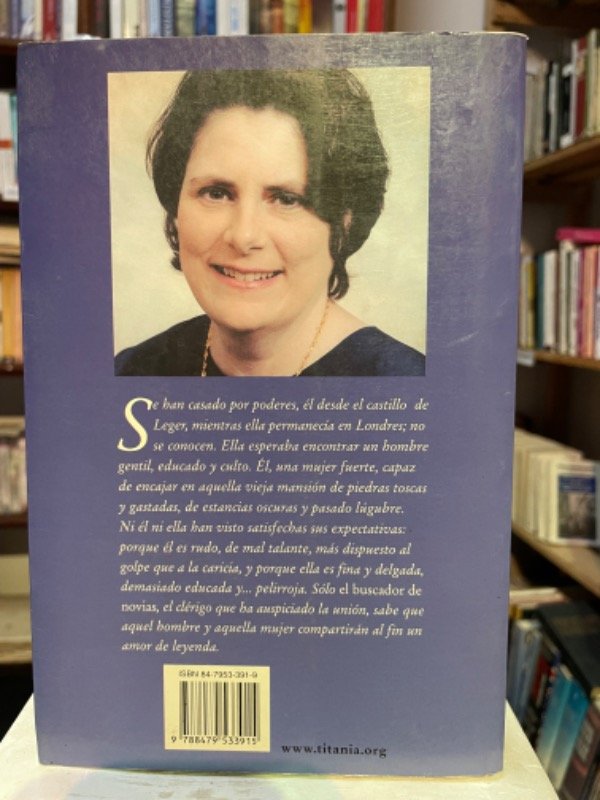 Se han casado por poderes, él desde el castillo de
Leger, mientras ella permanecía en Londres; no
se conocen. Ella esperaba encontrar un hombre
gentil, educado y culto. Él, una mujer fuerte, capaz
de encajar en aquella vieja mansión de piedras toscas
y gastadas, de estancias oscuras y pasado lúgubre.
Ni él ni ella han visto satisfechas sus expectativas:
porque él es rudo, de mal talante, más dispuesto al
golpe que a la caricia, y porque ella es fina y delgada,
demasiado educada y... pelirroja. Sólo el buscador de
novias, el clérigo que ha auspiciado la unión, sabe que
aquel hombre y aquella mujer compartirán al fin un
amor de leyenda.
ISBN 84-7953-391-9
9 788479 533915
www.titania.org